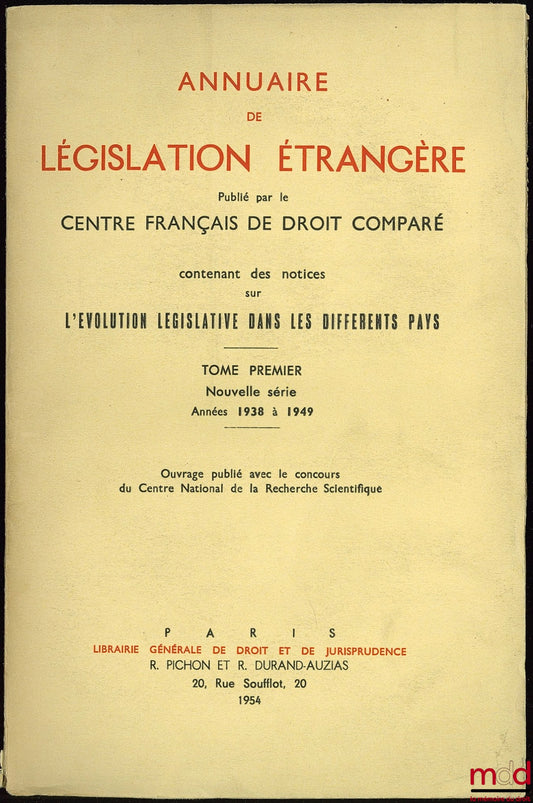 ANNUAIRE
DE
LÉGISLATION ÉTRANGÈRE
Publié par le
CENTRE FRANÇAIS DE DROIT COMPARÉ
contenant des notices
sur
L'EVOLUTION LEGISLATIVE DANS LES DIFFERENTS PAYS
TOME PREMIER
Nouvelle série
Années 1938 à 1949
Ouvrage publié avec le concours
du Centre National de la Recherche Scientifique
PARIS
LIBRAIRIE GÉNÉRALE DE DROIT ET DE JURISPRUDENCE
R. PICHON ET R. DURAND-AUZIAS
20, Rue Soufflot, 20
1954
mdd